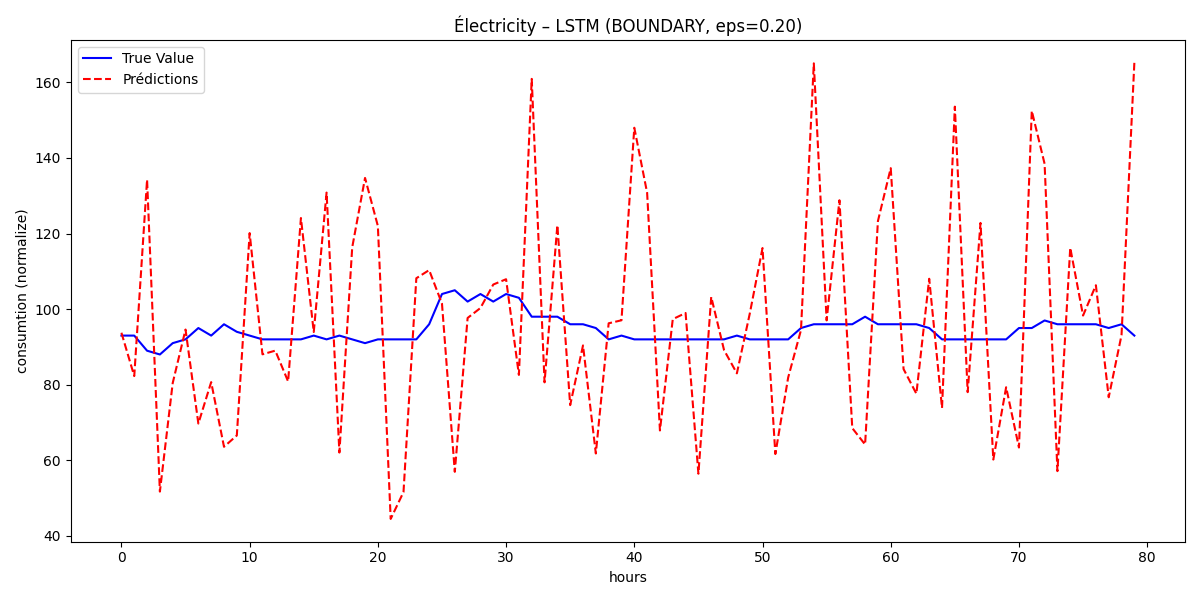 Électricity – LSTM (BOUNDARY, eps=0.20)
True Value
Prédictions
consumtion (normalize)
160
140
120
100
80
60
40
0 10 20 30 40 50 60 70 80
hours